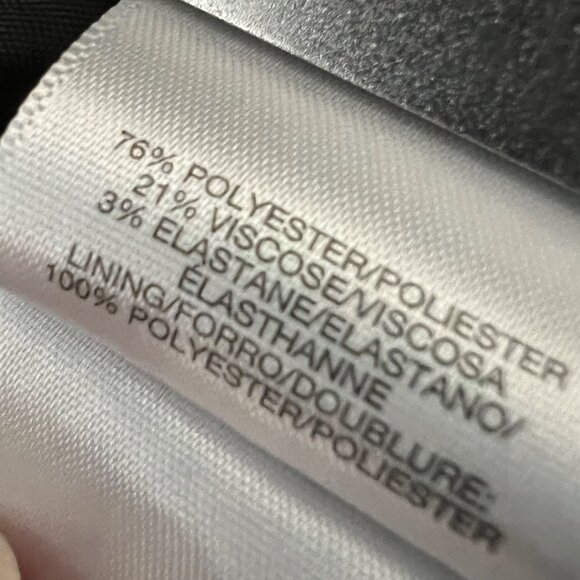 76% POLYESTER/POLIESTER
21% VISCOSE/VISCOSA
3% ELASTANE/ELASTANO/
ÉLASTHANNE
LINING/FORRO/DOUBLURE:
100% POLYESTER/POLIESTER